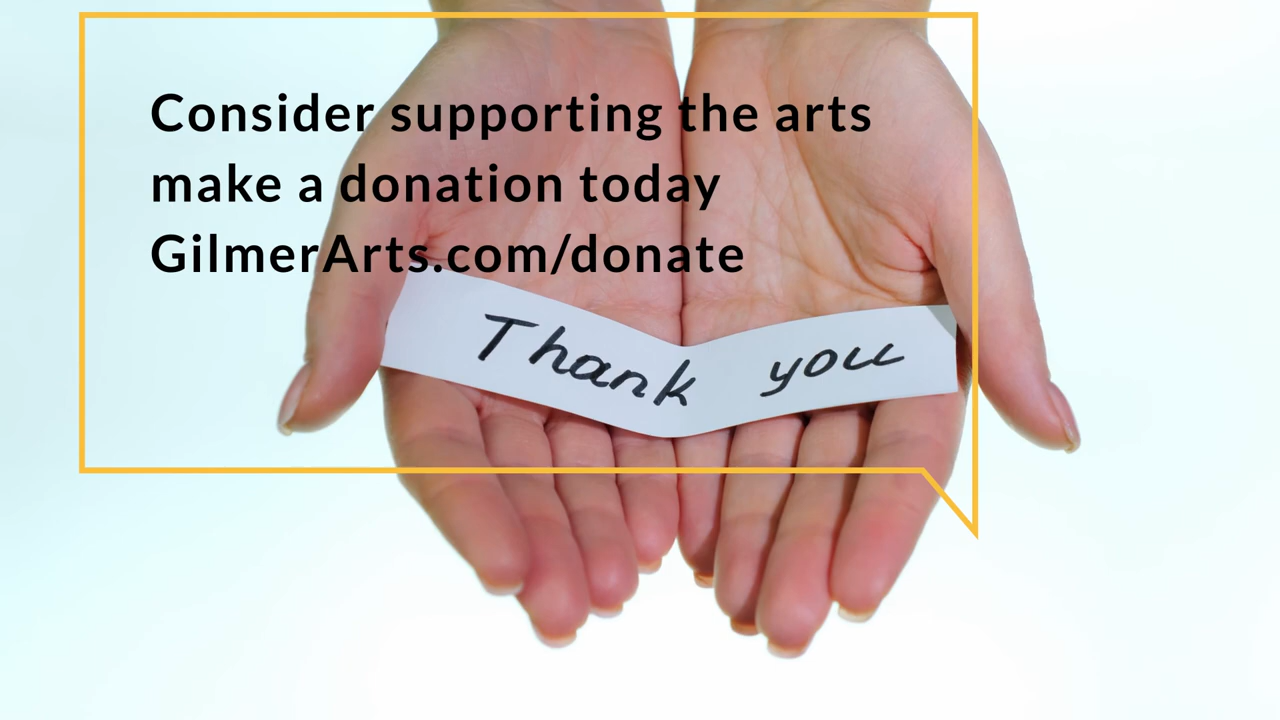 Consider supporting the arts
make a donation today
GilmerArts.com/donate
Thank you